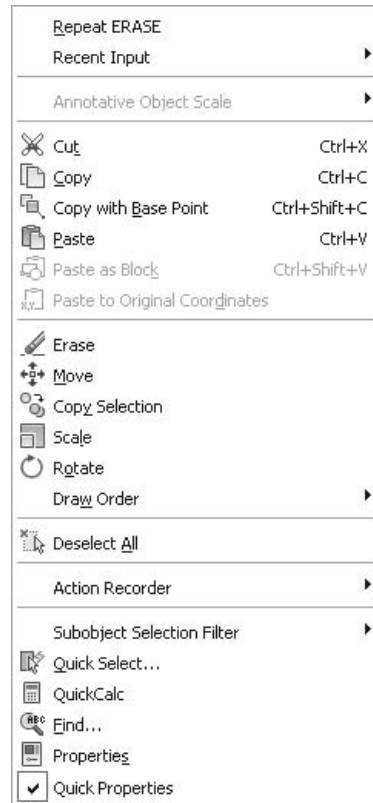 Repeat ERASE
Recent Input
Annotative Object Scale
Cut Ctrl+X
Copy Ctrl+C
Copy with Base Point Ctrl+Shift+C
Paste Ctrl+V
Paste as Block Ctrl+Shift+V
Paste to Original Coordinates
Erase
Move
Copy Selection
Scale
Rotate
Draw Order
Deselect All
Action Recorder
Subobject Selection Filter
Quick Select...
QuickCalc
Find...
Properties
Quick Properties